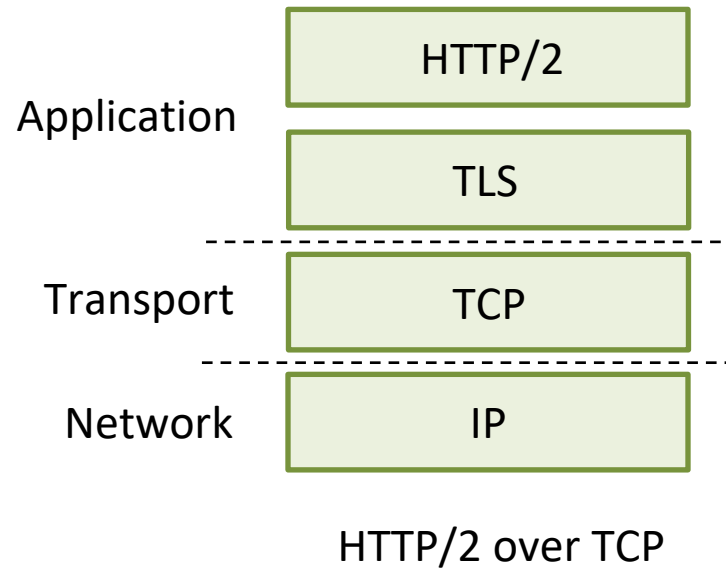 HTTP/2
Application
TLS
Transport
TCP
Network
IP
HTTP/2 over TCP